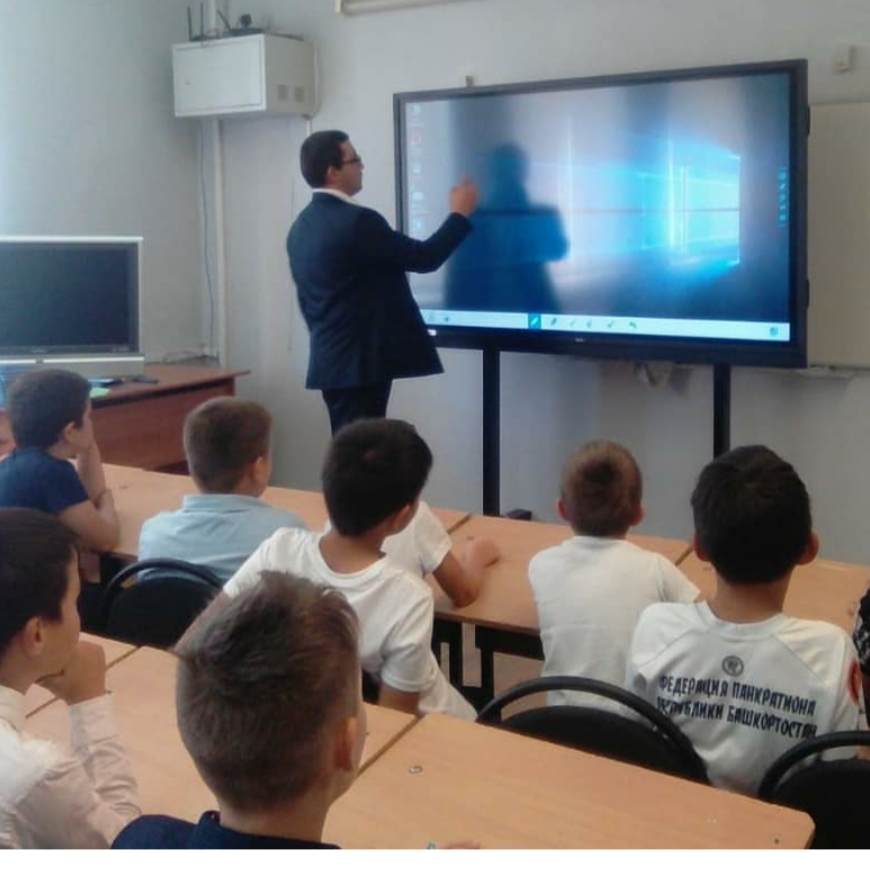 ФЕДЕРАЦИЯ ПАНКРАТИОНА
РЕСПУБЛИКИ БАШКОРТОСТАН